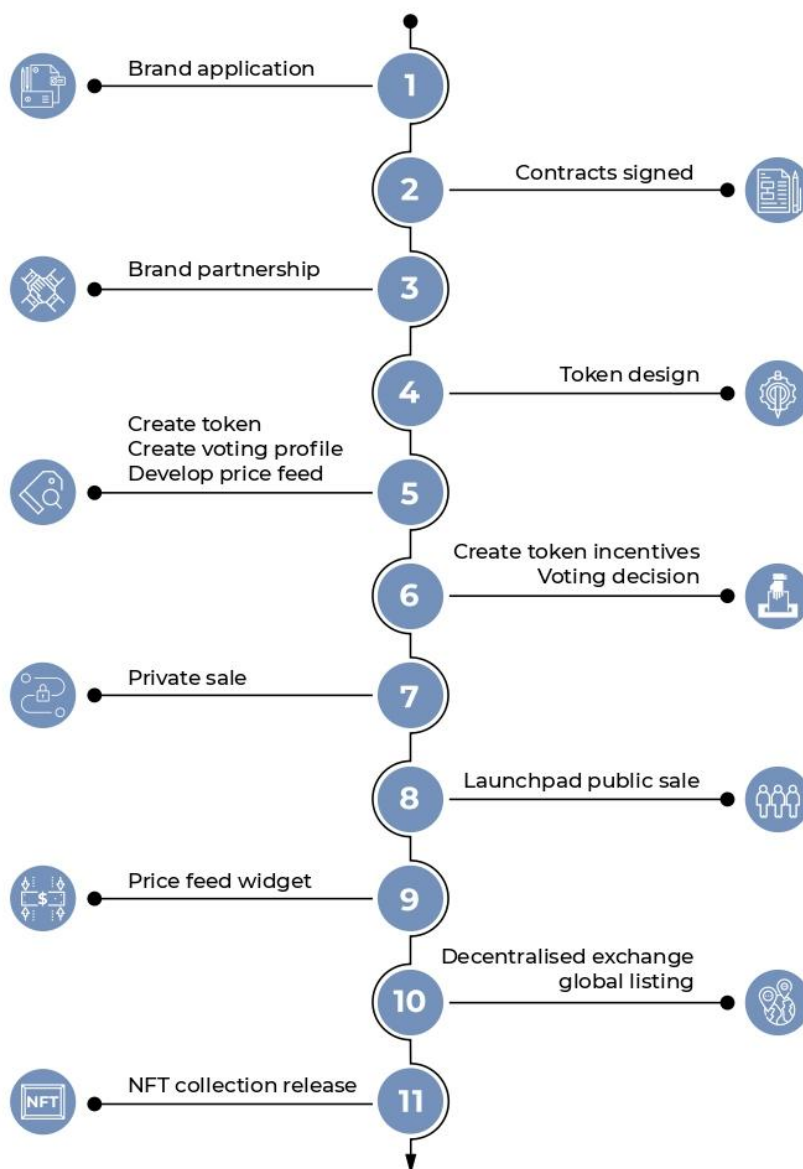 Brand application
1
2
Contracts signed
Brand partnership
3
4
Token design
Create token
Create voting profile
Develop price feed
5
Create token incentives
Voting decision
6
Private sale
7
8
Launchpad public sale
$
Price feed widget
9
Decentralised exchange
global listing
10
NFT
NFT collection release
11